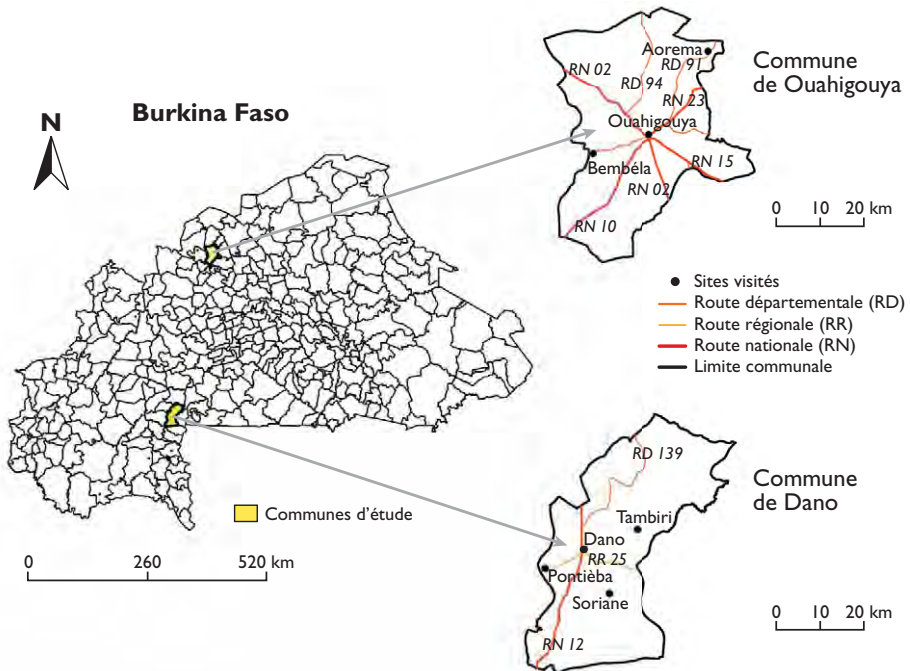 Burkina Faso
N
Communes d'étude
0 260 520 km
Commune
de Ouahigouya
Aorema
RN 02
RD 91
RD 94
RN 23
Ouahigouya
Bembéla
RN 15
RN 02
RN 10
0 10 20 km
Sites visités
Route départementale (RD)
Route régionale (RR)
Route nationale (RN)
Limite communale
Commune
de Dano
RD 139
Tambiri
Dano
RR 25
Pontièba
Soriane
RN 12
0 10 20 km